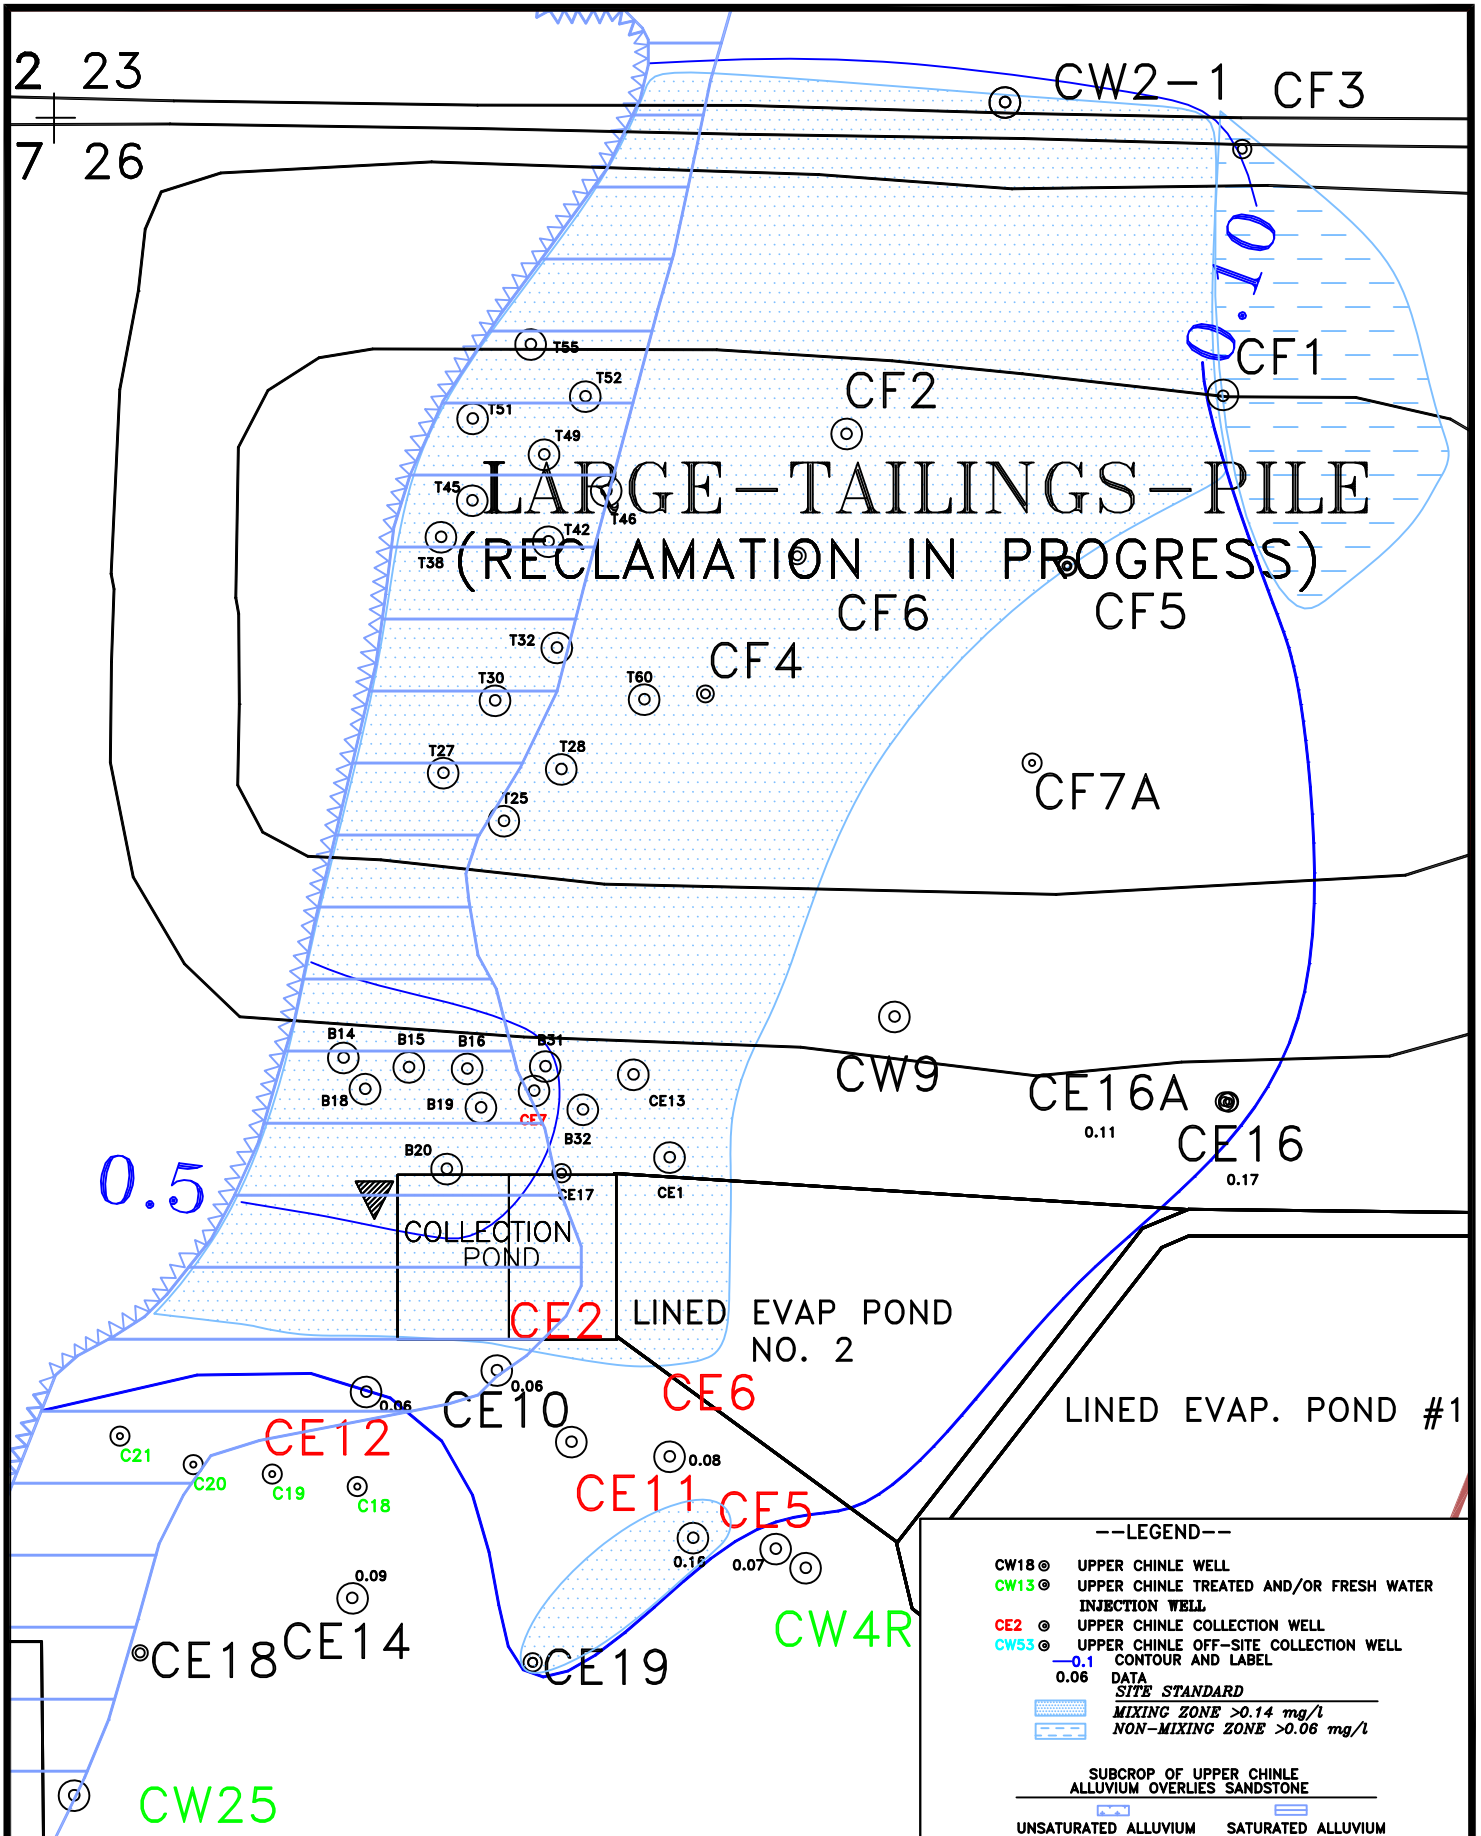 2 23
7 26
CW2-1
CF3
0.10
CF1
T55
T52
CF2
T51
T49
LARGE-TAILINGS-PILE
T45
T46
T42
T38
(RECLAMATION IN PROGRESS)
CF6
CF5
T32
CF4
T30
T60
T27
T28
CF7A
T25
B14
B15
B16
B31
CW9
B18
B19
CE7
CE13
CE16A
0.11
B32
CE16
0.17
B20
CE17
CE1
0.5
COLLECTION
POND
CE2
LINED EVAP POND
NO. 2
0.06
CE10
CE6
0.06
CE12
LINED EVAP. POND #1
C21
C20
C19
C18
0.08
CE11
CE5
0.16
0.07
0.09
CE14
CE18
CE19
CW4R
CW25
--LEGEND--
CW18 UPPER CHINLE WELL
CW13 UPPER CHINLE TREATED AND/OR FRESH WATER
INJECTION WELL
CE2 UPPER CHINLE COLLECTION WELL
CW53 UPPER CHINLE OFF-SITE COLLECTION WELL
0.1 CONTOUR AND LABEL
0.06 DATA
SITE STANDARD
MIXING ZONE >0.14 mg/l
NON-MIXING ZONE >0.06 mg/l
SUBCROP OF UPPER CHINLE
ALLUVIUM OVERLIES SANDSTONE
UNSATURATED ALLUVIUM SATURATED ALLUVIUM